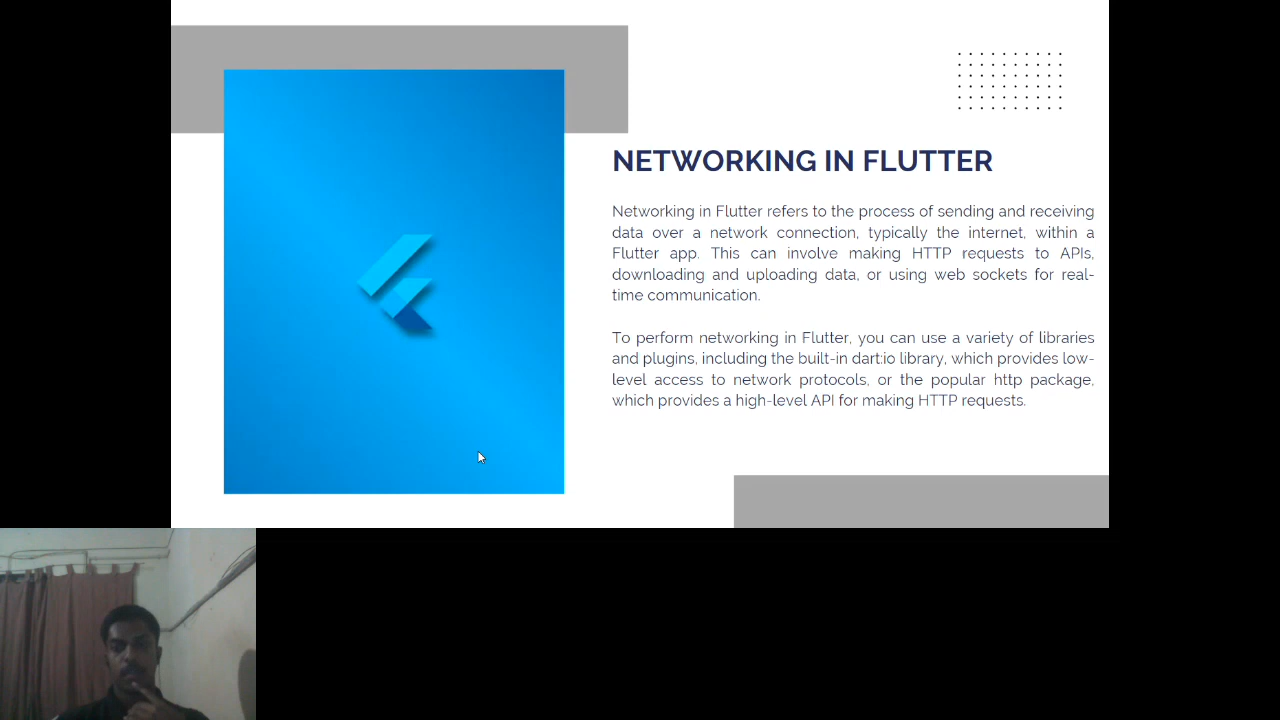 NETWORKING IN FLUTTER
Networking in Flutter refers to the process of sending and receiving
data over a network connection, typically the internet, within a
Flutter app. This can involve making HTTP requests to APIs,
downloading and uploading data, or using web sockets for real-
time communication.
To perform networking in Flutter, you can use a variety of libraries
and plugins, including the built-in dart:io library, which provides low-
level access to network protocols, or the popular http package,
which provides a high-level API for making HTTP requests.